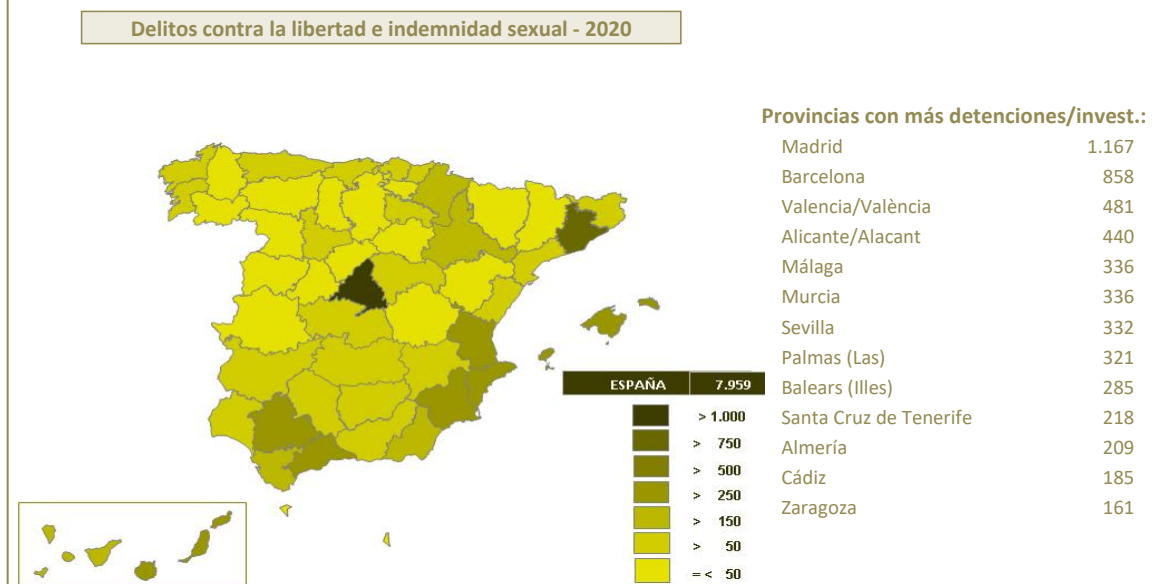 Delitos contra la libertad e indemnidad sexual - 2020
Provincias con más detenciones/invest.:
Madrid 1.167
Barcelona 858
Valencia/València 481
Alicante/Alacant 440
Málaga 336
Murcia 336
Sevilla 332
Palmas (Las) 321
Balears (Illes) 285
Santa Cruz de Tenerife 218
Almería 209
Cádiz 185
Zaragoza 161
ESPAÑA 7.959
> 1.000
> 750
> 500
> 250
> 150
> 50
= < 50